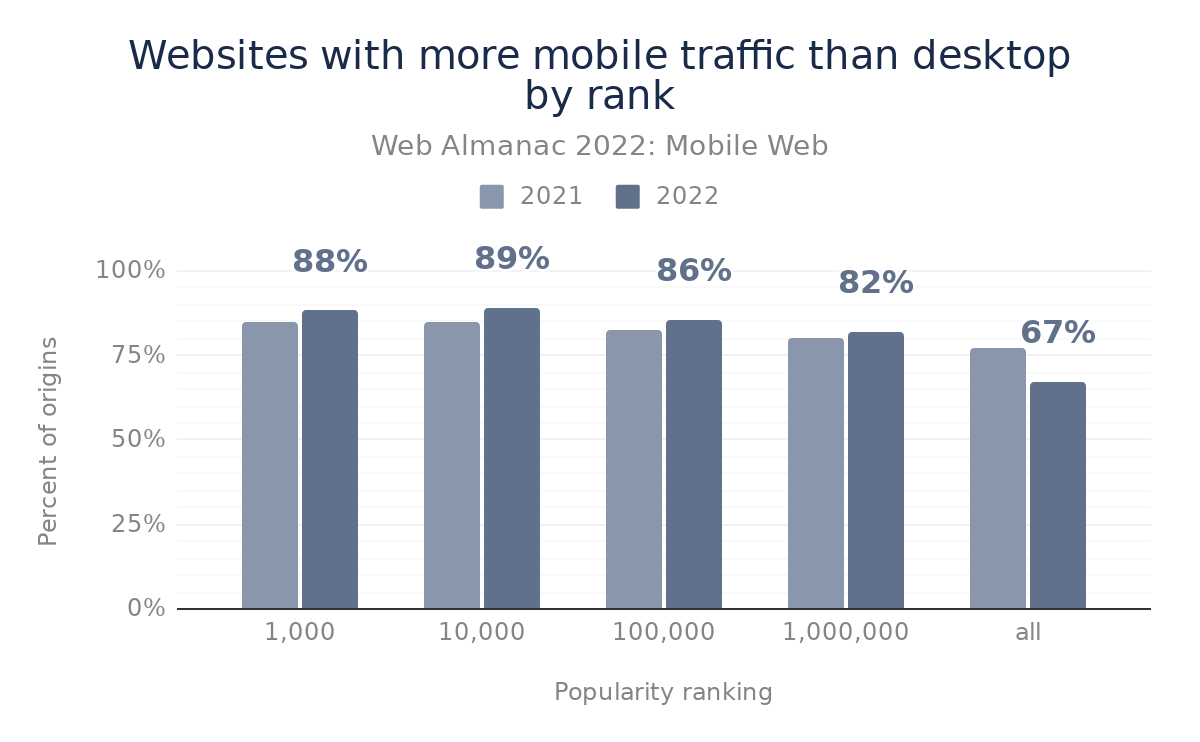 Websites with more mobile traffic than desktop
by rank
Web Almanac 2022: Mobile Web
2021 2022
88% 89% 86% 82% 67%
100%
75%
50%
25%
0%
Percent of origins
1,000 10,000 100,000 1,000,000 all
Popularity ranking